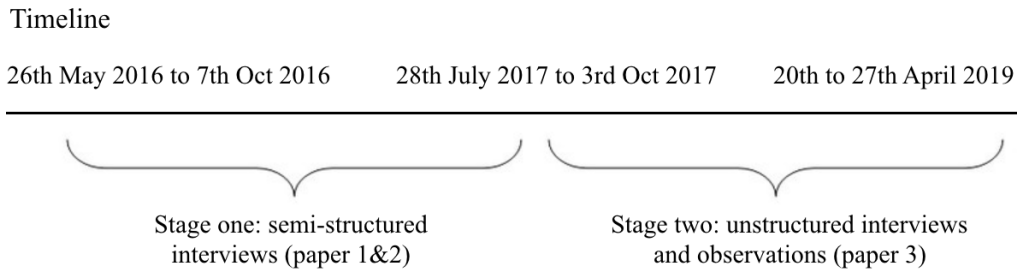 Timeline
26th May 2016 to 7th Oct 2016 28th July 2017 to 3rd Oct 2017 20th to 27th April 2019
Stage one: semi-structured
interviews (paper 1&2)
Stage two: unstructured interviews
and observations (paper 3)